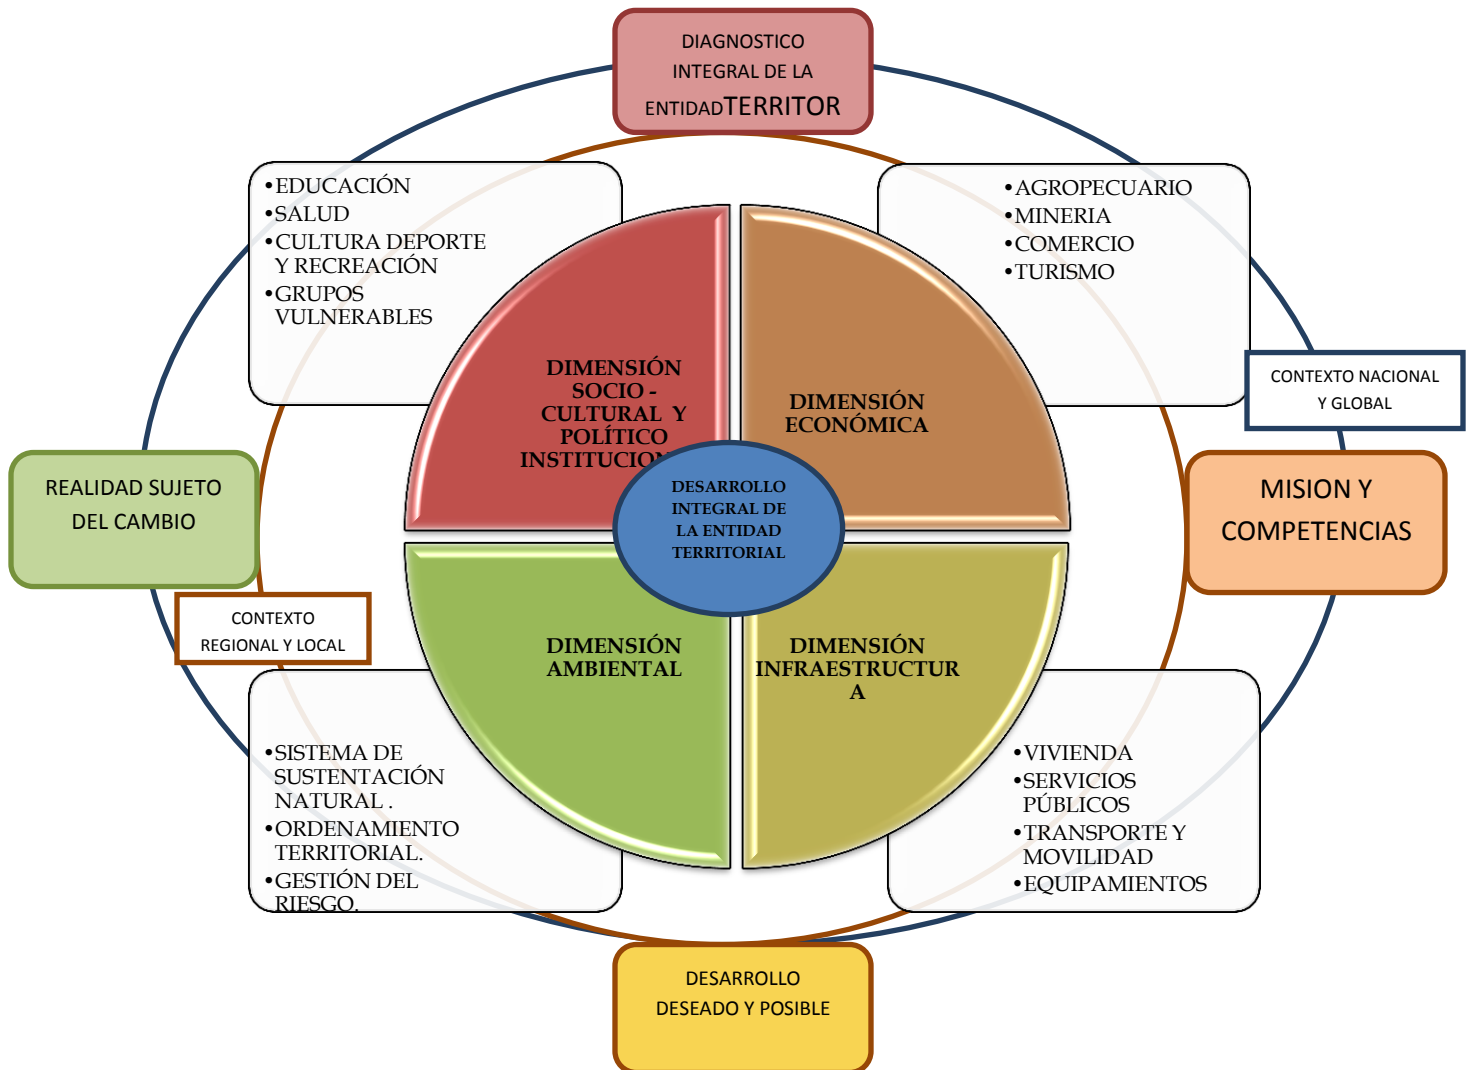 DIAGNOSTICO
INTEGRAL DE LA
ENTIDADTERRITOR
•EDUCACIÓN
•SALUD
•CULTURA DEPORTE
Y RECREACIÓN
•GRUPOS
VULNERABLES
•AGROPECUARIO
•MINERIA
•COMERCIO
•TURISMO
DIMENSIÓN
SOCIO -
CULTURAL Y
POLÍTICO
INSTITUCION
DIMENSIÓN
ECONÓMICA
CONTEXTO NACIONAL
Y GLOBAL
REALIDAD SUJETO
DEL CAMBIO
DESARROLLO
INTEGRAL DE
LA ENTIDAD
TERRITORIAL
MISION Y
COMPETENCIAS
CONTEXTO
REGIONAL Y LOCAL
DIMENSIÓN
AMBIENTAL
DIMENSIÓN
INFRAESTRUCTUR
A
•SISTEMA DE
SUSTENTACIÓN
NATURAL .
•ORDENAMIENTO
TERRITORIAL.
•GESTIÓN DEL
RIESGO.
•VIVIENDA
•SERVICIOS
PÚBLICOS
•TRANSPORTE Y
MOVILIDAD
•EQUIPAMIENTOS
DESARROLLO
DESEADO Y POSIBLE